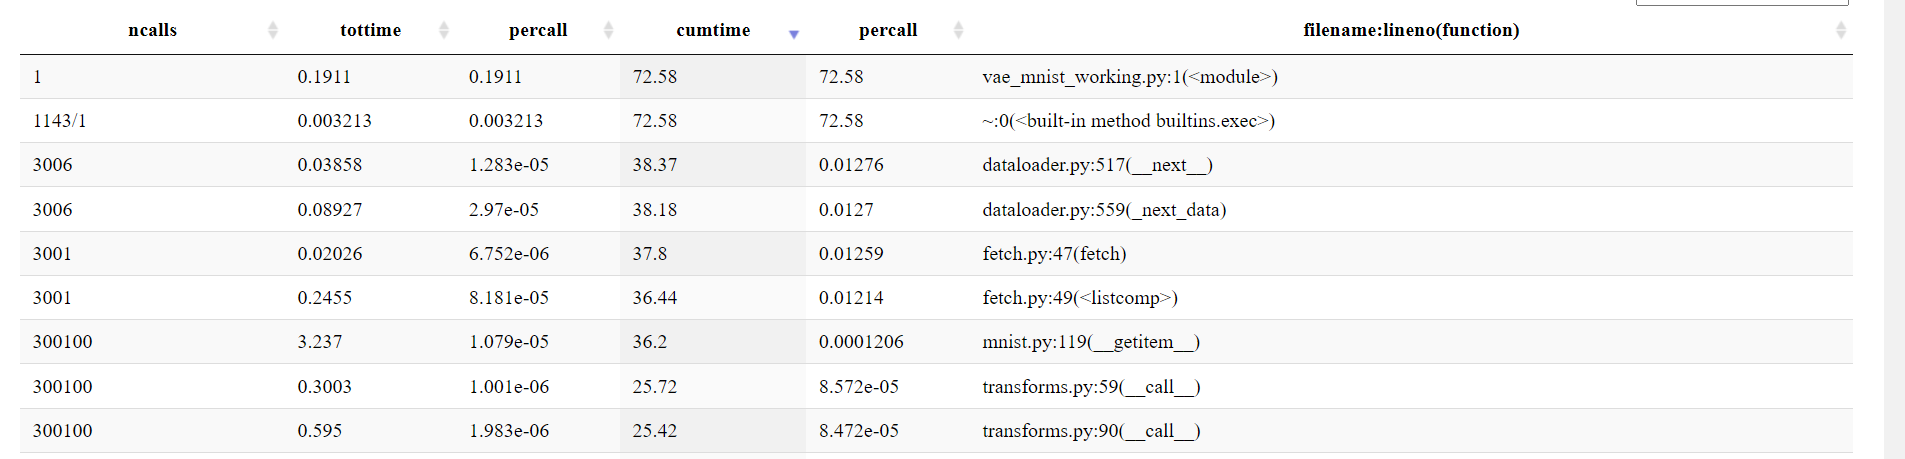 ncalls tottime percall cumtime percall filename:lineno(function)
1 0.1911 0.1911 72.58 72.58 vae_mnist_working.py:1(<module>)
1143/1 0.003213 0.003213 72.58 72.58 ~:0(<built-in method builtins.exec>)
3006 0.03858 1.283e-05 38.37 0.01276 dataloader.py:517(__next__)
3006 0.08927 2.97e-05 38.18 0.0127 dataloader.py:559(_next_data)
3001 0.02026 6.752e-06 37.8 0.01259 fetch.py:47(fetch)
3001 0.2455 8.181e-05 36.44 0.01214 fetch.py:49(<listcomp>)
300100 3.237 1.079e-05 36.2 0.0001206 mnist.py:119(__getitem__)
300100 0.3003 1.001e-06 25.72 8.572e-05 transforms.py:59(__call__)
300100 0.595 1.983e-06 25.42 8.472e-05 transforms.py:90(__call__)